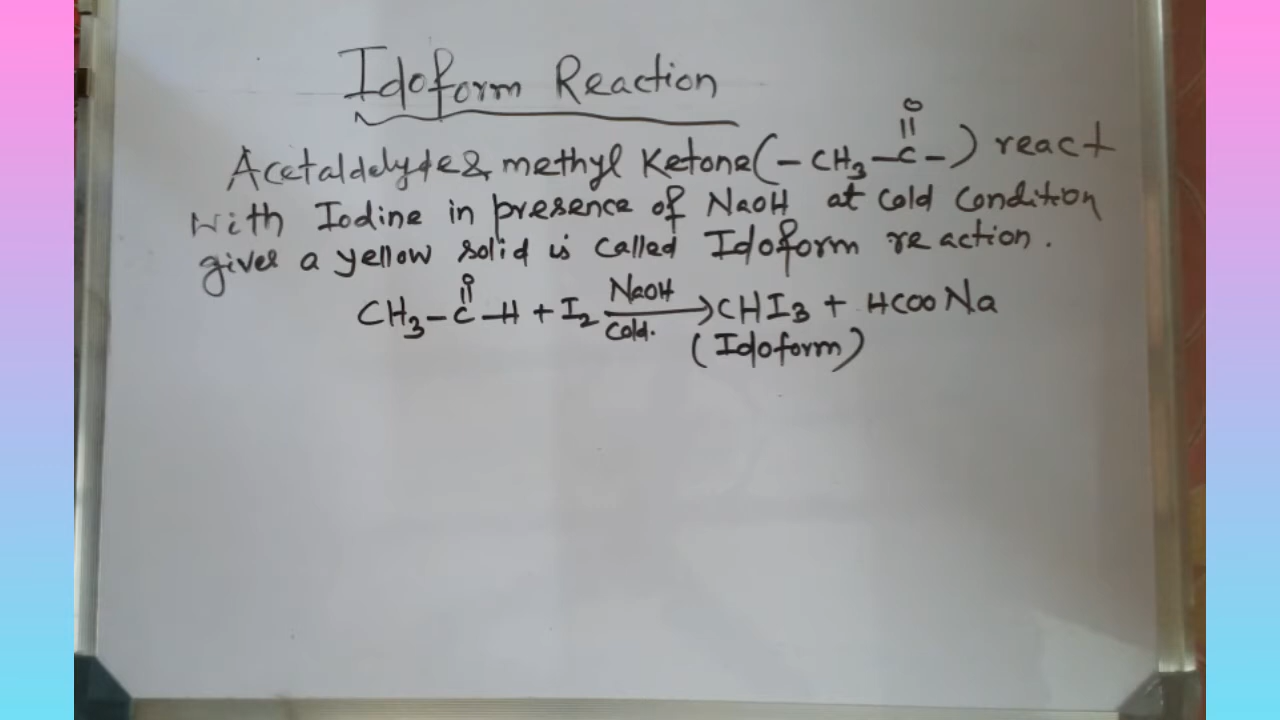 Idoform Reaction
Acetaldelyte & methyl Ketone (- CH3 - C - ) react
O
with Iodine in presence of NaOH at cold condition
gives a yellow solid is called Idoform reaction.
O
CH3 - C - H + I2 NaOH Cold. → CHI3 + HCOONa
(Idoform)